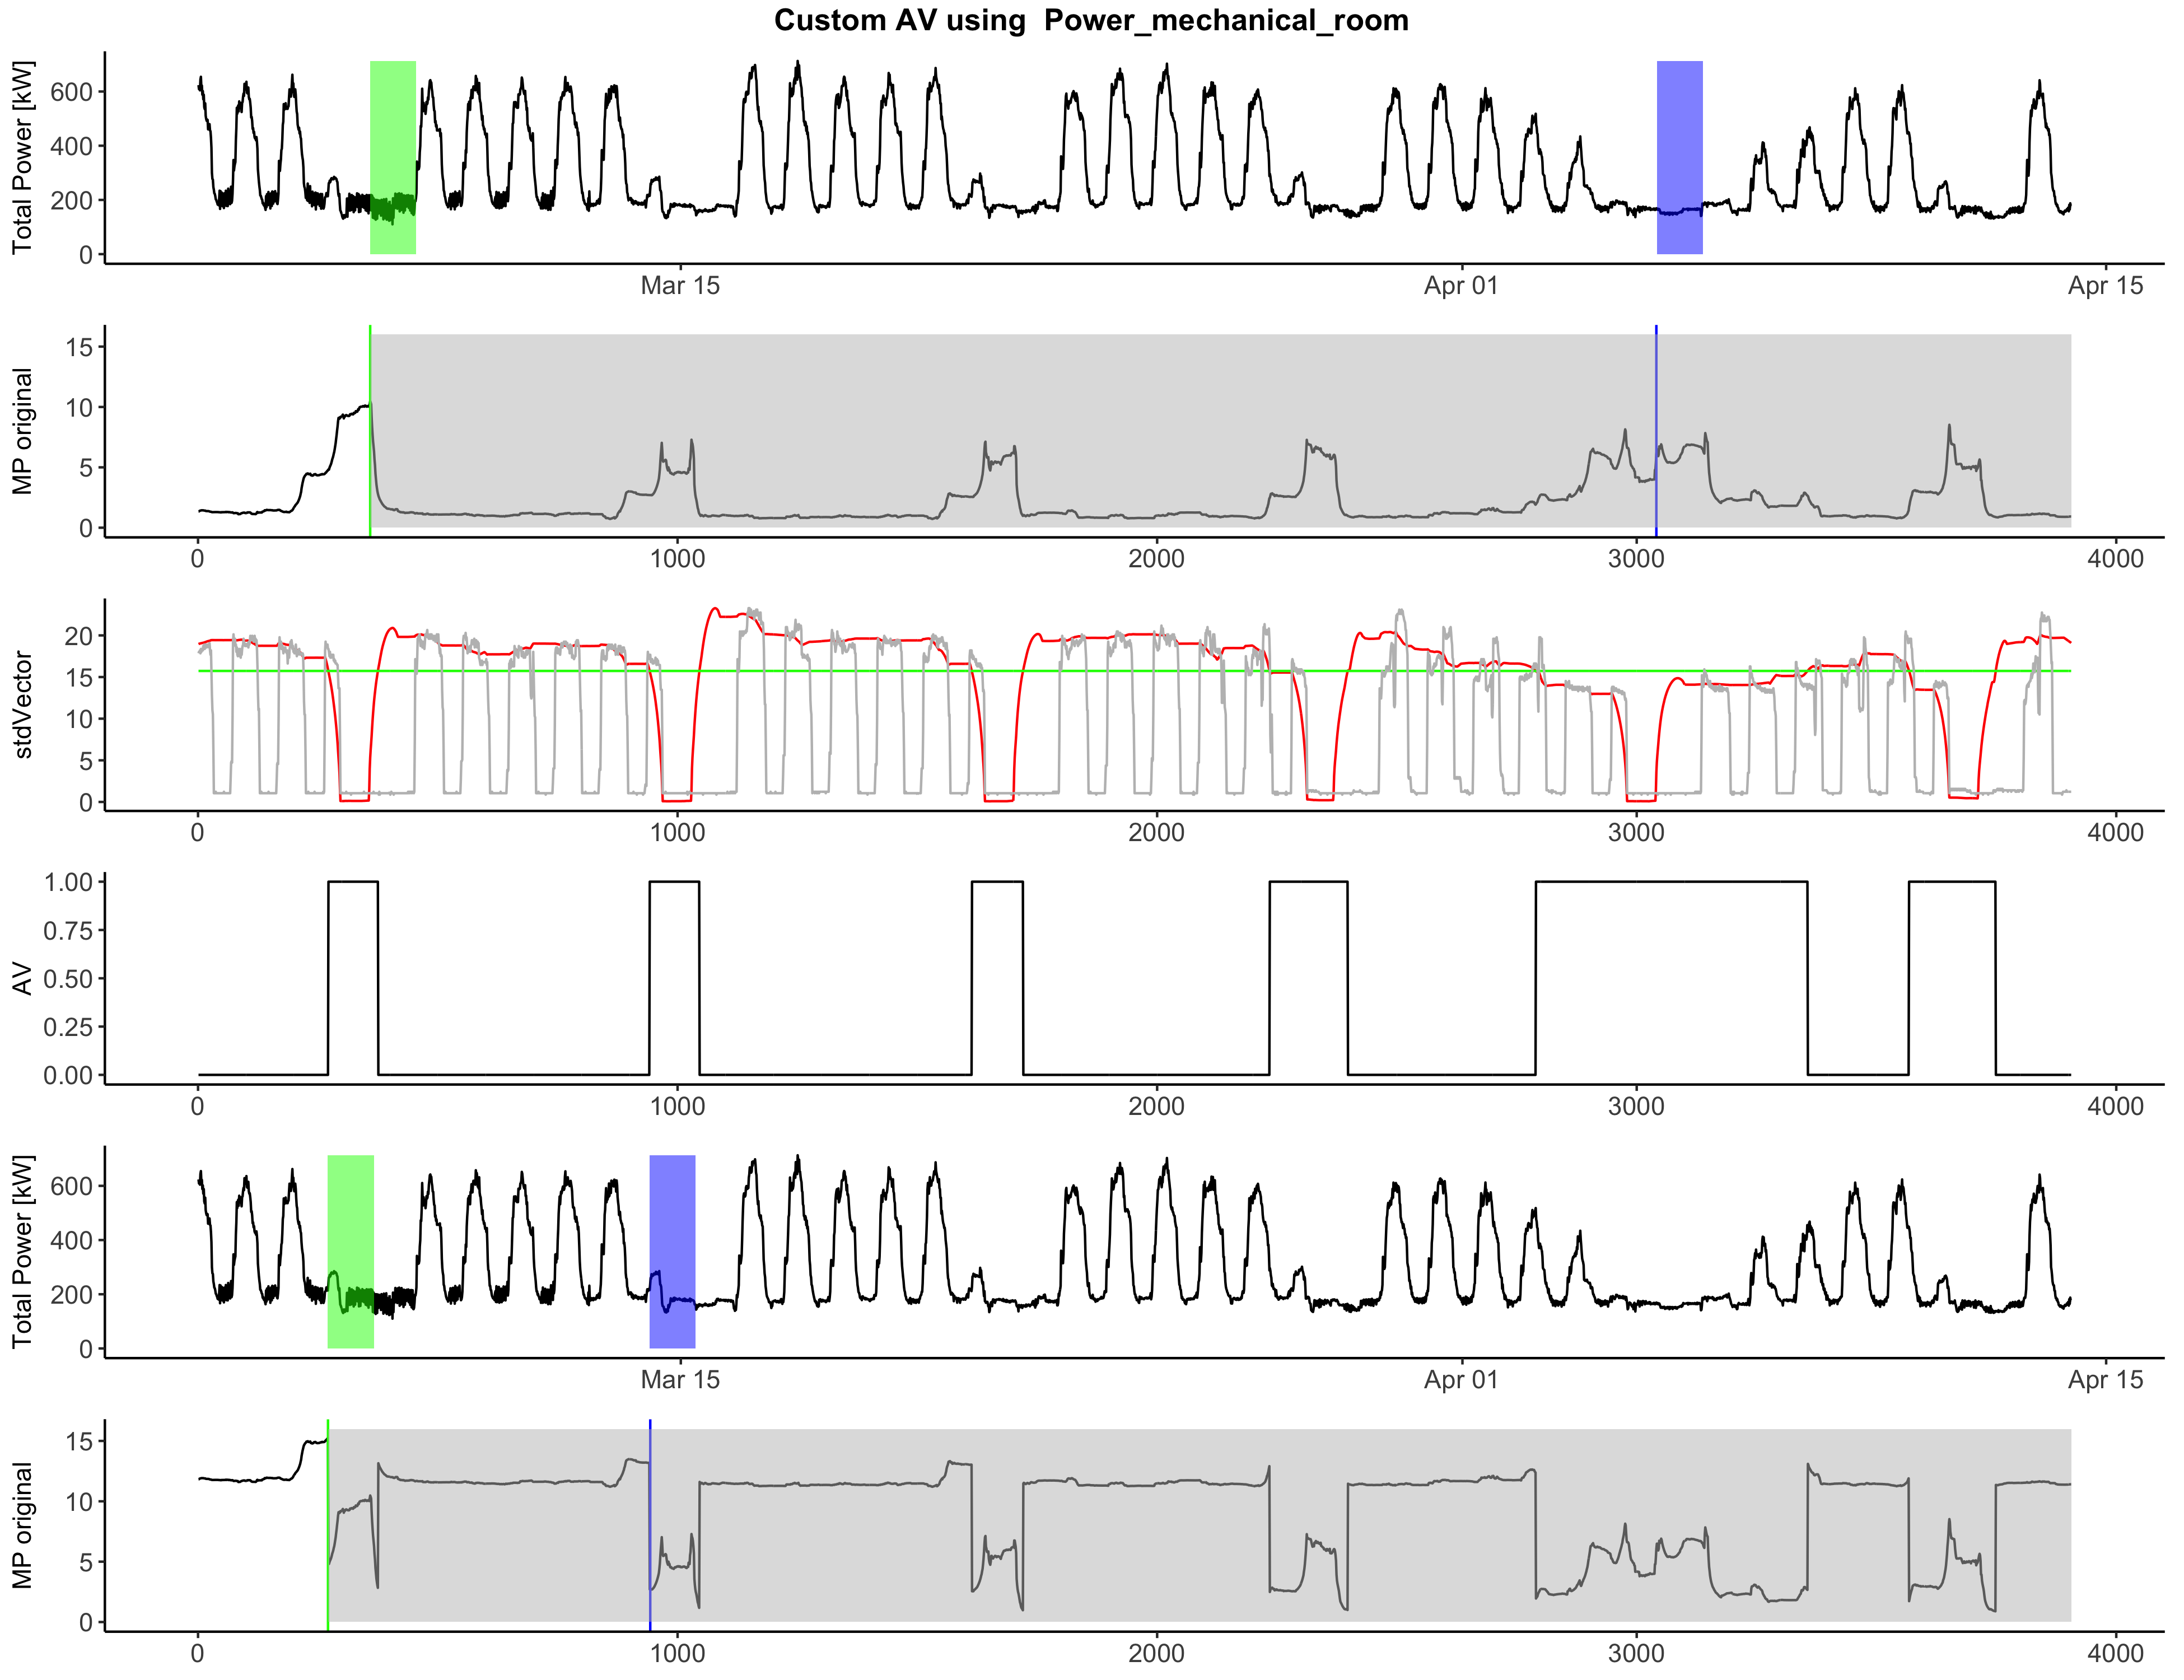 Custom AV using  Power_mechanical_room
Total Power [kW]
600
400
200
0
Mar 15 Apr 01 Apr 15
MP original
15
10
5
0
0 1000 2000 3000 4000
stdVector
20
15
10
5
0
0 1000 2000 3000 4000
AV
1.00
0.75
0.50
0.25
0.00
0 1000 2000 3000 4000
Total Power [kW]
600
400
200
0
Mar 15 Apr 01 Apr 15
MP original
15
10
5
0
0 1000 2000 3000 4000